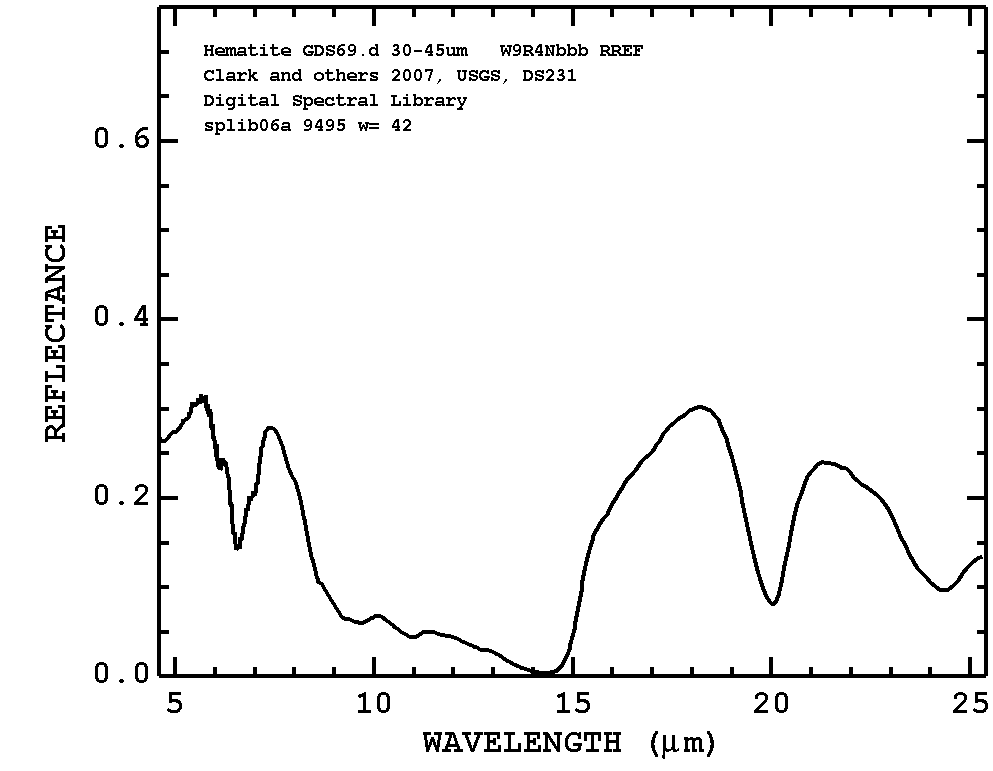 Hematite GDS69.d 30-45um W9R4Nbbb RREF
Clark and others 2007, USGS, DS231
Digital Spectral Library
splib06a 9495 w= 42
0.6
0.4
0.2
0.0
REFLECTANCE
5 10 15 20 25
WAVELENGTH (μm)